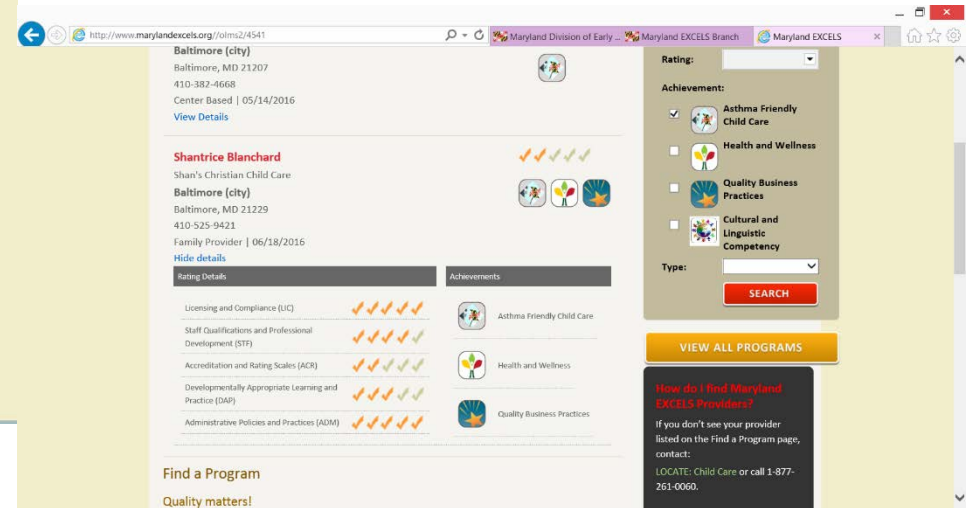 http://www.marylandexcels.org//olms2/4541
Maryland Division of Early ...
Maryland EXCELS Branch
Maryland EXCELS
Baltimore (city)
Baltimore, MD 21207
410-382-4668
Center Based | 05/14/2016
View Details
Shantrice Blanchard
Shan's Christian Child Care
Baltimore (city)
Baltimore, MD 21229
410-525-9421
Family Provider | 06/18/2016
Hide details
Rating Details
Achievements
Licensing and Compliance (LIC)
Staff Qualifications and Professional
Development (STF)
Accreditation and Rating Scales (ACR)
Developmentally Appropriate Learning and
Practice (DAP)
Administrative Policies and Practices (ADM)
Asthma Friendly Child Care
Health and Wellness
Quality Business Practices
Find a Program
Quality matters!
Rating:
Achievement:
Asthma Friendly
Child Care
Health and Wellness
Quality Business
Practices
Cultural and
Linguistic
Competency
Type:
SEARCH
VIEW ALL PROGRAMS
How do I find Maryland
EXCELS Providers?
If you don't see your provider
listed on the Find a Program page,
contact:
LOCATE: Child Care or call 1-877-
261-0060.